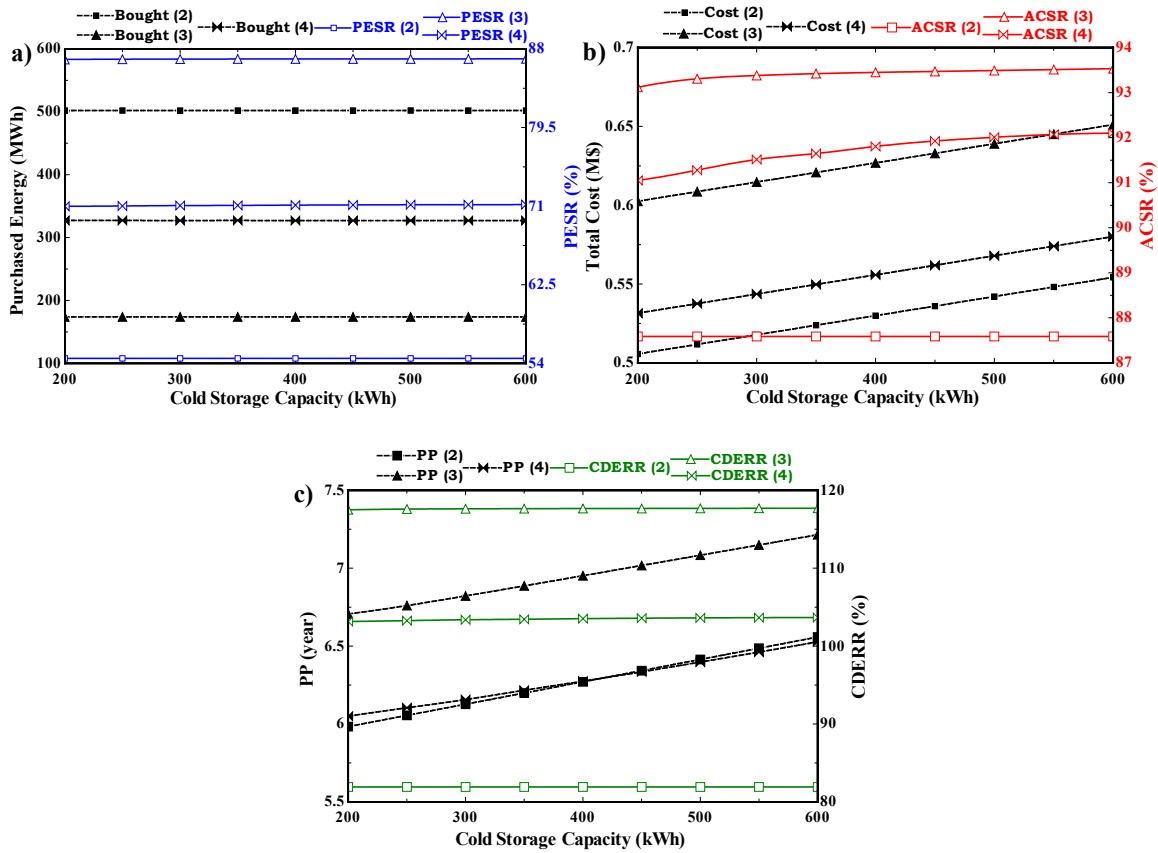 a)
Bought (2) PESR (3)
Bought (3) Bought (4) PESR (2) PESR (4)
600 88
500 79.5
400 71
300 62.5
200
100 54
Purchased Energy (MWh)
PESR (%)
200 300 400 500 600
Cold Storage Capacity (kWh)
b)
Cost (2) ACSR (3)
Cost (3) Cost (4) ACSR (2) ACSR (4)
0.7 94
93
0.65 92
0.6 91
90
0.55 89
88
0.5 87
Total Cost (M$)
ACSR (%)
200 300 400 500 600
Cold Storage Capacity (kWh)
c)
PP (2) CDERR (3)
PP (3) PP (4) CDERR (2) CDERR (4)
7.5 120
7 110
6.5 100
6 90
5.5 80
PP (year)
CDERR (%)
200 300 400 500 600
Cold Storage Capacity (kWh)